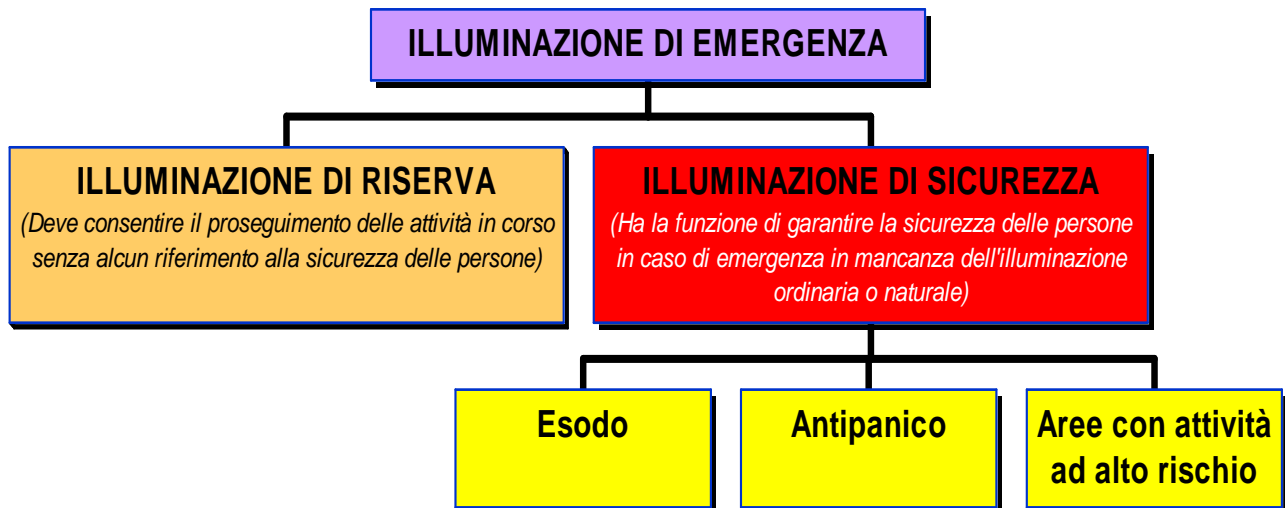 ILLUMINAZIONE DI EMERGENZA
ILLUMINAZIONE DI RISERVA
(Deve consentire il proseguimento delle attività in corso
senza alcun riferimento alla sicurezza delle persone)
ILLUMINAZIONE DI SICUREZZA
(Ha la funzione di garantire la sicurezza delle persone
in caso di emergenza in mancanza dell'illuminazione
ordinaria o naturale)
Esodo
Antipanico
Aree con attività
ad alto rischio